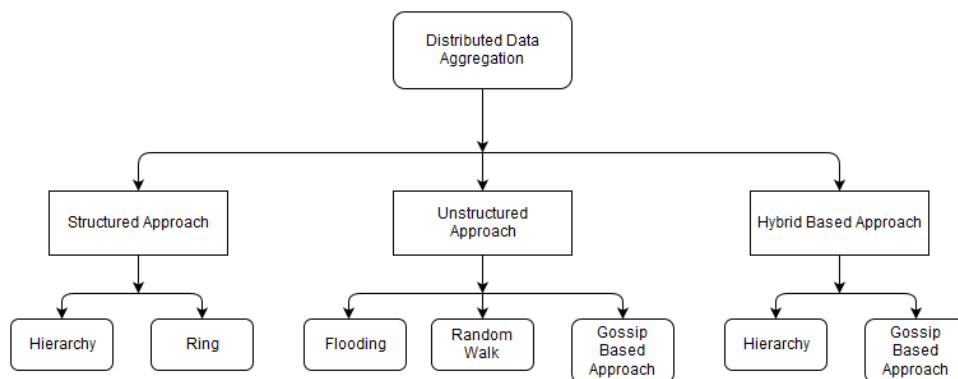 Distributed Data
Aggregation
Structured Approach
Unstructured
Approach
Hybrid Based Approach
Hierarchy
Ring
Flooding
Random
Walk
Gossip
Based
Approach
Hierarchy
Gossip
Based
Approach